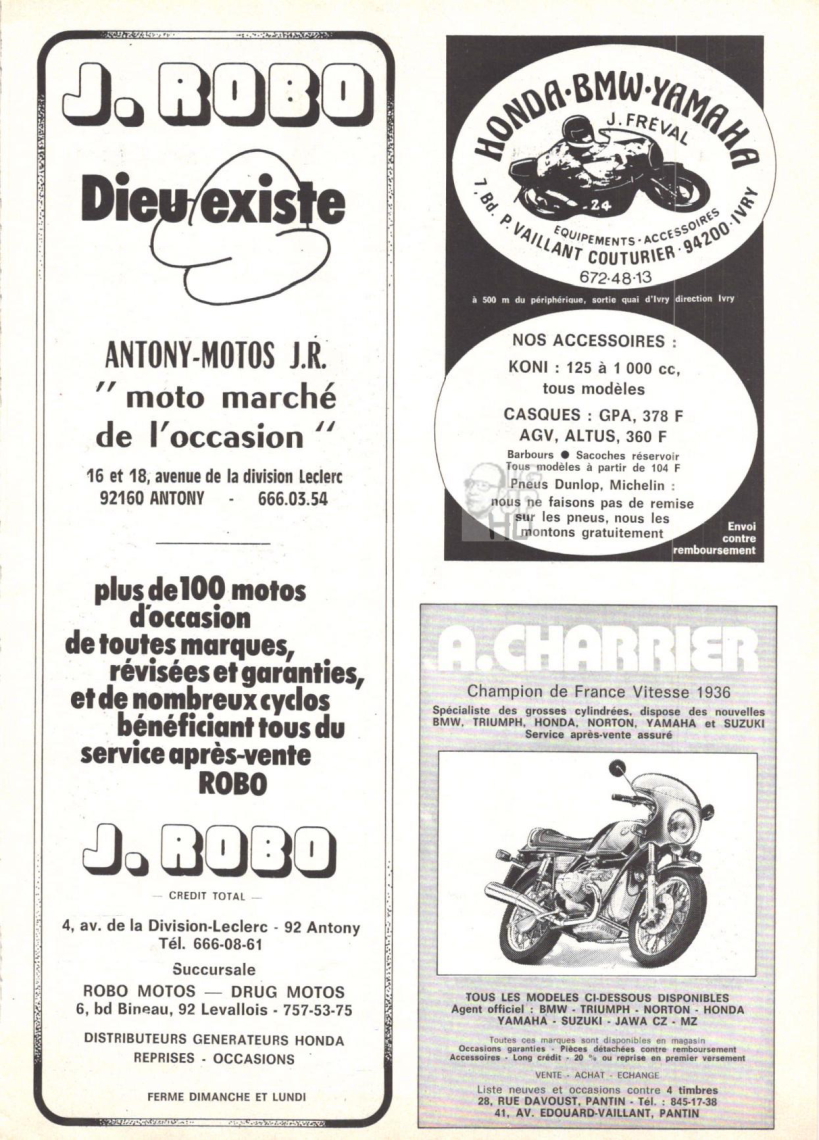 J. ROBO
Dieu existe
ANTONY-MOTOS J.R.
" moto marché
de l'occasion "
16 et 18, avenue de la division Leclerc
92160 ANTONY - 666.03.54
plus de 100 motos
d'occasion
de toutes marques,
révisées et garanties,
et de nombreux cyclos
bénéficiant tous du
service après-vente
ROBO
J. ROBO
— CREDIT TOTAL —
4, av. de la Division-Leclerc - 92 Antony
Tél. 666-08-61
Succursale
ROBO MOTOS — DRUG MOTOS
6, bd Bineau, 92 Levallois - 757-53-75
DISTRIBUTEURS GENERATEURS HONDA
REPRISES - OCCASIONS
FERME DIMANCHE ET LUNDI
HONDA·BMW·YAMAHA
J. FREVAL
24
EQUIPEMENTS · ACCESSOIRES
7, Bd. P. VAILLANT COUTURIER · 94200 · IVRY
672·48·13
à 500 m du périphérique, sortie quai d'Ivry direction Ivry
NOS ACCESSOIRES :
KONI : 125 à 1 000 cc,
tous modèles
CASQUES : GPA, 378 F
AGV, ALTUS, 360 F
Barbours ● Sacoches réservoir
Tous modèles à partir de 104 F
Pneus Dunlop, Michelin :
nous ne faisons pas de remise
sur les pneus, nous les
montons gratuitement
Envoi
contre
remboursement
A. CHARRIER
Champion de France Vitesse 1936
Spécialiste des grosses cylindrées, dispose des nouvelles
BMW, TRIUMPH, HONDA, NORTON, YAMAHA et SUZUKI
Service après-vente assuré
TOUS LES MODELES CI-DESSOUS DISPONIBLES
Agent officiel : BMW - TRIUMPH - NORTON - HONDA
YAMAHA - SUZUKI - JAWA CZ - MZ
Toutes ces marques sont disponibles en magasin
Occasions garanties - Pièces détachées contre remboursement
Accessoires - Long crédit - 20 % ou reprise en premier versement
VENTE - ACHAT - ECHANGE
Liste neuves et occasions contre 4 timbres
28, RUE DAVOUST, PANTIN - Tél. : 845-17-38
41, AV. EDOUARD-VAILLANT, PANTIN